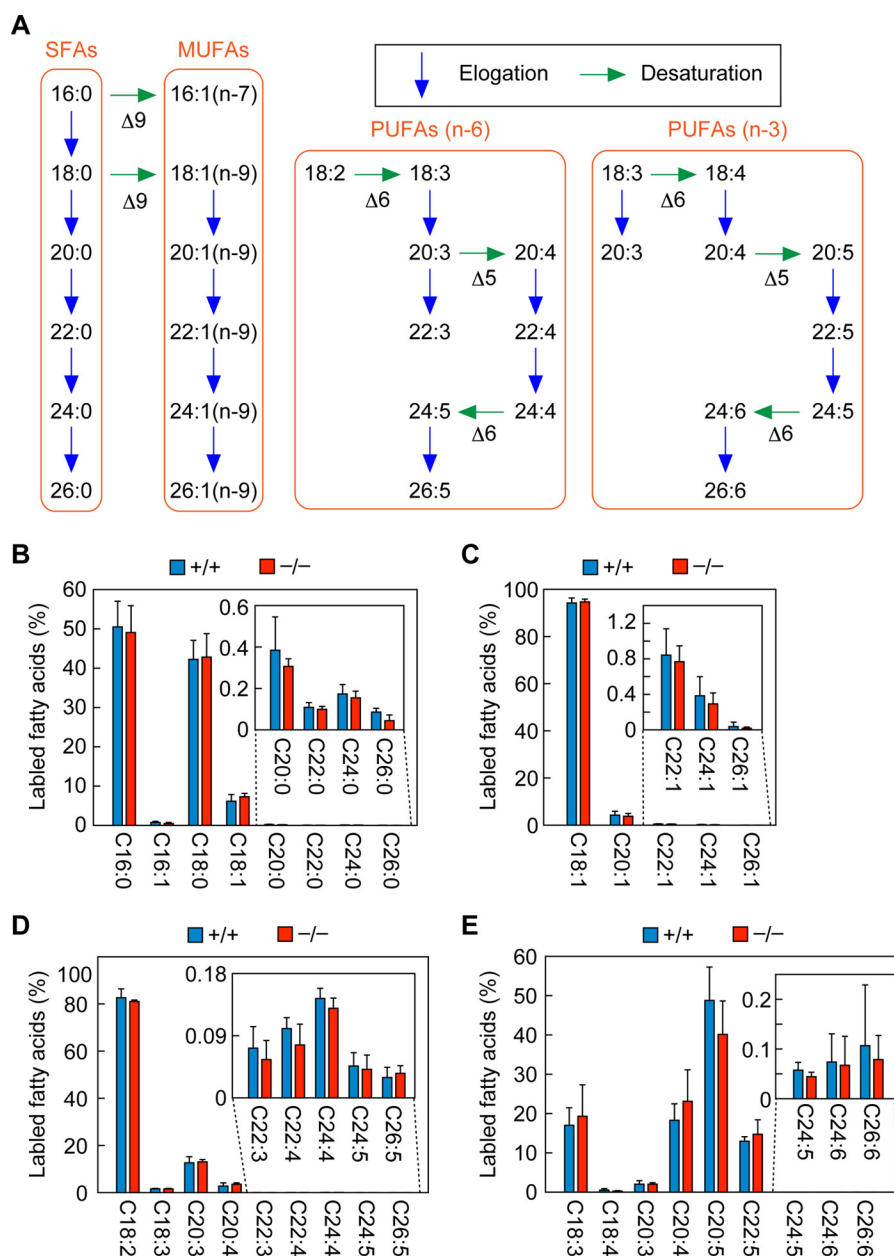 A
SFAs
MUFAs
Elogation
Desaturation
PUFAs (n-6)
PUFAs (n-3)
16:0
Δ9
16:1(n-7)
18:0
Δ9
18:1(n-9)
20:0
20:1(n-9)
22:0
22:1(n-9)
24:0
24:1(n-9)
26:0
26:1(n-9)
18:2
Δ6
18:3
20:3
Δ5
20:4
22:3
22:4
24:5
Δ6
24:4
26:5
18:3
Δ6
18:4
20:3
20:4
Δ5
20:5
22:5
24:6
Δ6
24:5
26:6
B
+/+
−/−
Labled fatty acids (%)
60
50
40
30
20
10
0
0.6
0.4
0.2
0
C20:0
C22:0
C24:0
C26:0
C16:0
C16:1
C18:0
C18:1
C20:0
C22:0
C24:0
C26:0
C
+/+
−/−
Labled fatty acids (%)
100
80
60
40
20
0
1.2
0.8
0.4
0
C22:1
C24:1
C26:1
C18:1
C20:1
C22:1
C24:1
C26:1
D
+/+
−/−
Labled fatty acids (%)
100
80
60
40
20
0
0.18
0.09
0
C22:3
C22:4
C24:4
C24:5
C26:5
C18:2
C18:3
C20:3
C20:4
C22:3
C22:4
C24:4
C24:5
C26:5
E
+/+
−/−
Labled fatty acids (%)
60
50
40
30
20
10
0
0.2
0.1
0
C24:5
C24:6
C26:6
C18:3
C18:4
C20:3
C20:4
C20:5
C22:5
C24:5
C24:6
C26:6